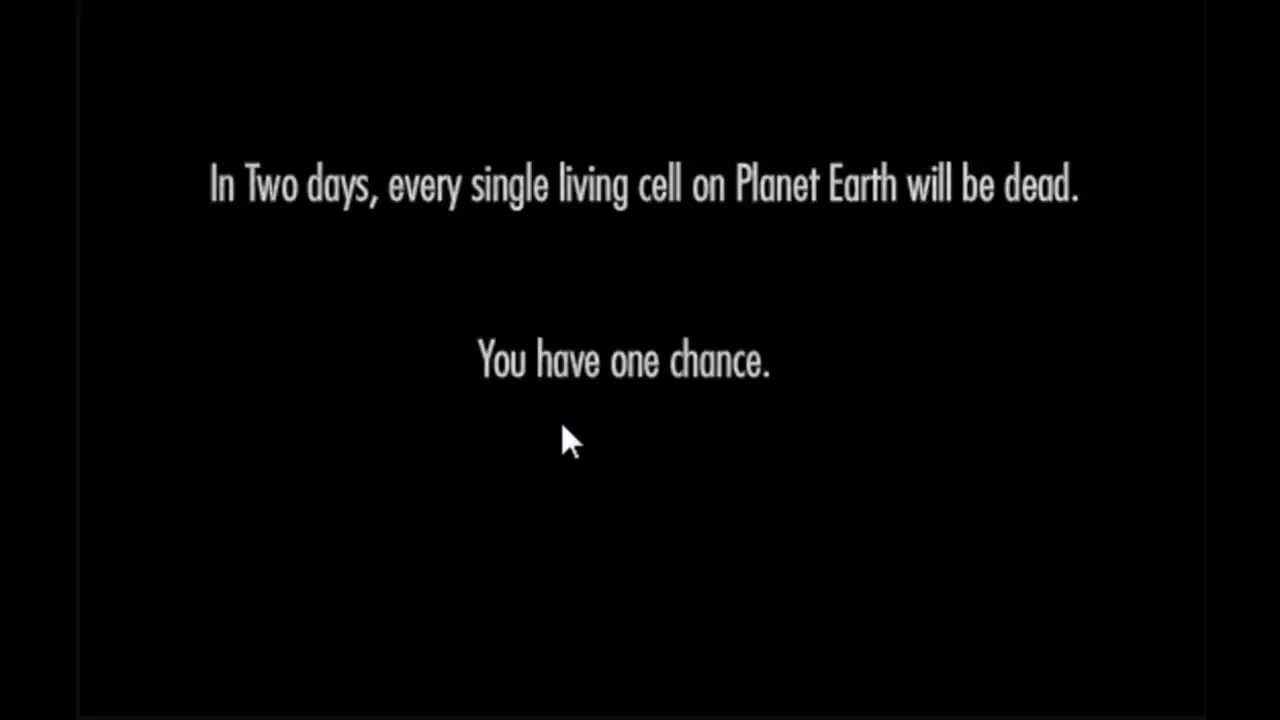 In Two days, every single living cell on Planet Earth will be dead.
You have one chance.